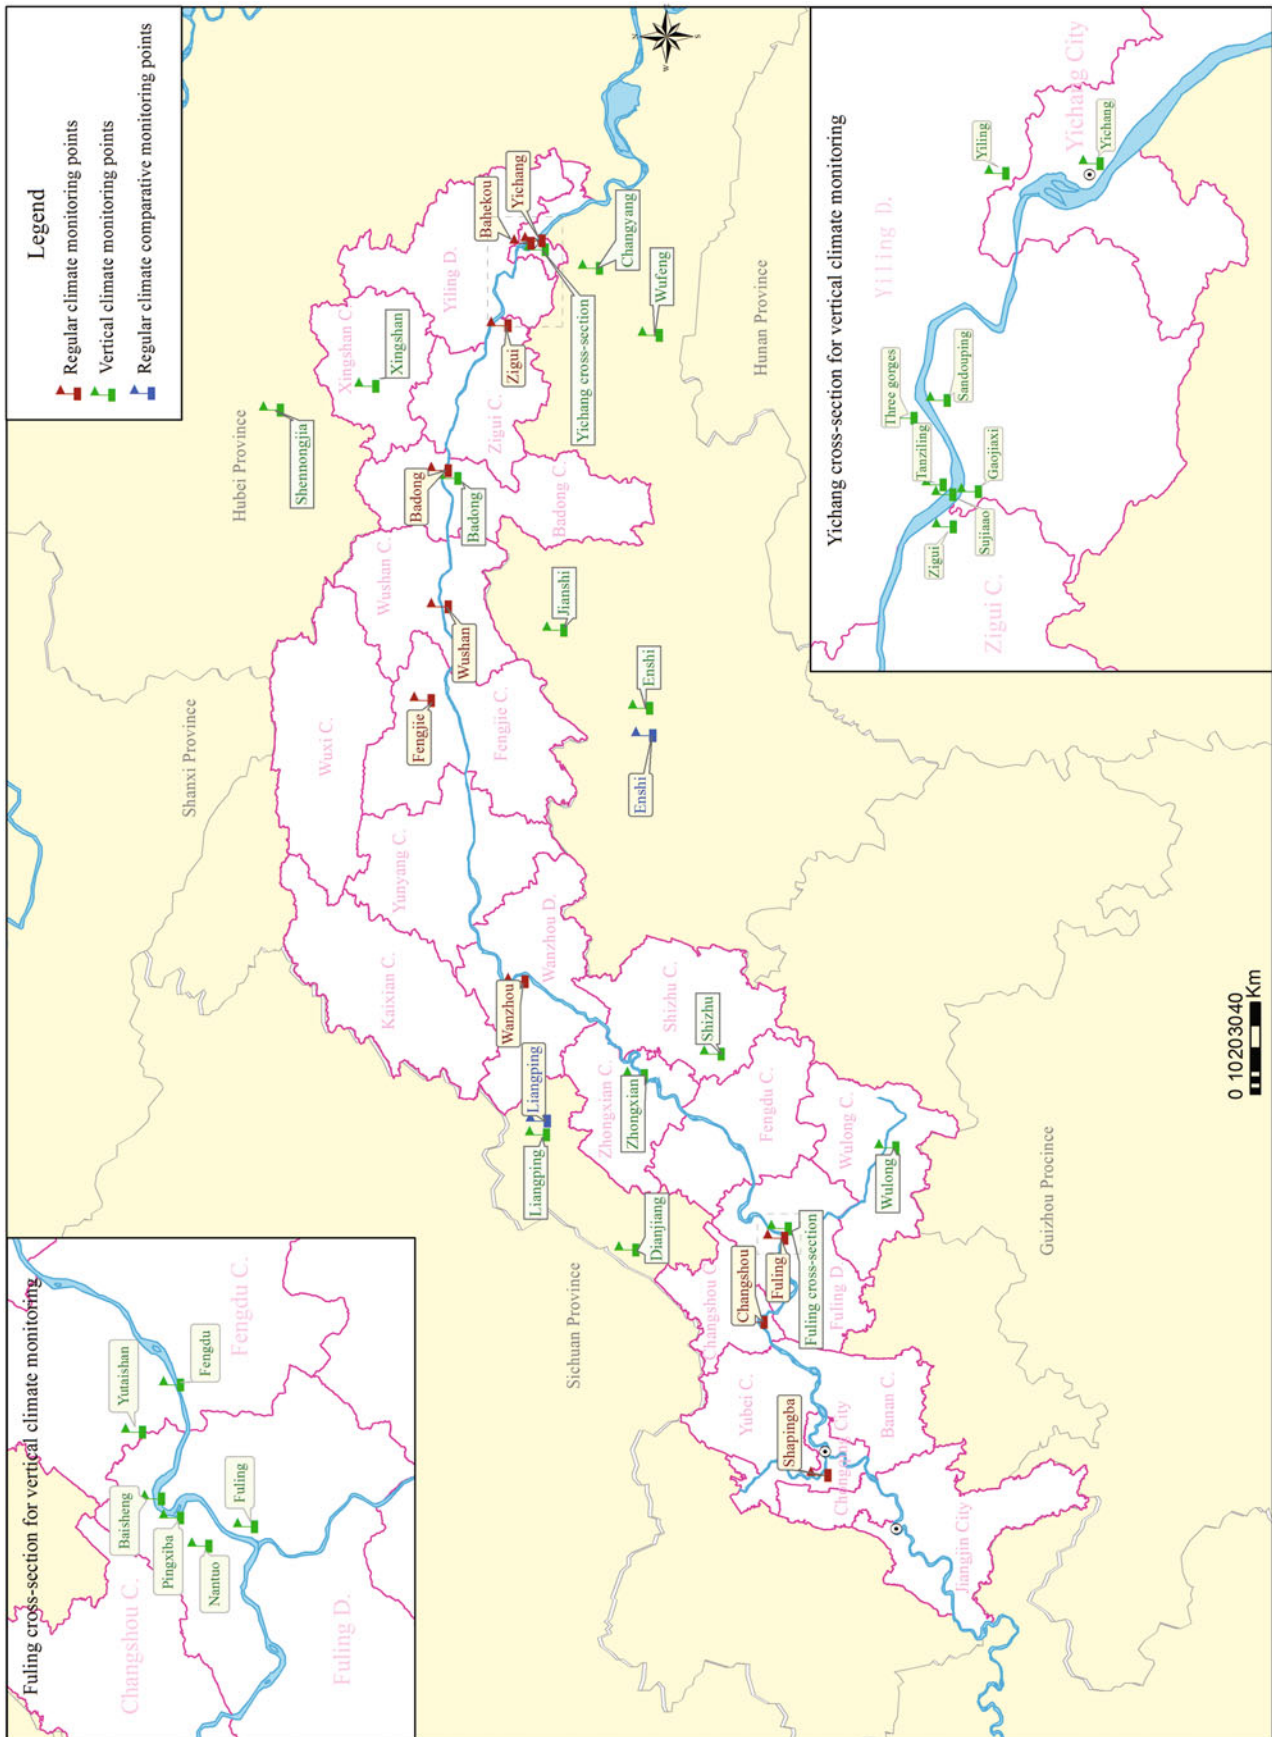 Fuling cross-section for vertical climate monitoring
Changshou C.
Fengdu C.
Fuling D.
Yutaishan
Fengdu
Baisheng
Pingxiba
Nantuo
Fuling
Legend
Regular climate monitoring points
Vertical climate monitoring points
Regular climate comparative monitoring points
Shanxi Province
Hubei Province
Sichuan Province
Hunan Province
Guizhou Procince
Kaixian C.
Wuxi C.
Wushan C.
Xingshan C.
Yiling D.
Yunyang C.
Fengjie C.
Badong C.
Zigui C.
Wanzhou D.
Zhongxian C.
Shizhu C.
Fengdu C.
Wulong C.
Changshou C.
Fuling D.
Yubei C.
Banan C.
Chongqing City
Jiangjin City
Shennongjia
Xingshan
Bahekou
Yichang
Zigui
Yichang cross-section
Changyang
Wufeng
Badong
Badong
Wushan
Fengjie
Jianshi
Enshi
Enshi
Wanzhou
Liangping
Liangping
Zhongxian
Shizhu
Dianjiang
Changshou
Fuling
Fuling cross-section
Wulong
Shapingba
N
S
W
0 10203040
Km
Yichang cross-section for vertical climate monitoring
Yiling D.
Yichang City
Zigui C.
Yiling
Yichang
Three gorges
Tanziling
Sandouping
Gaojiaxi
Sujiaao
Zigui